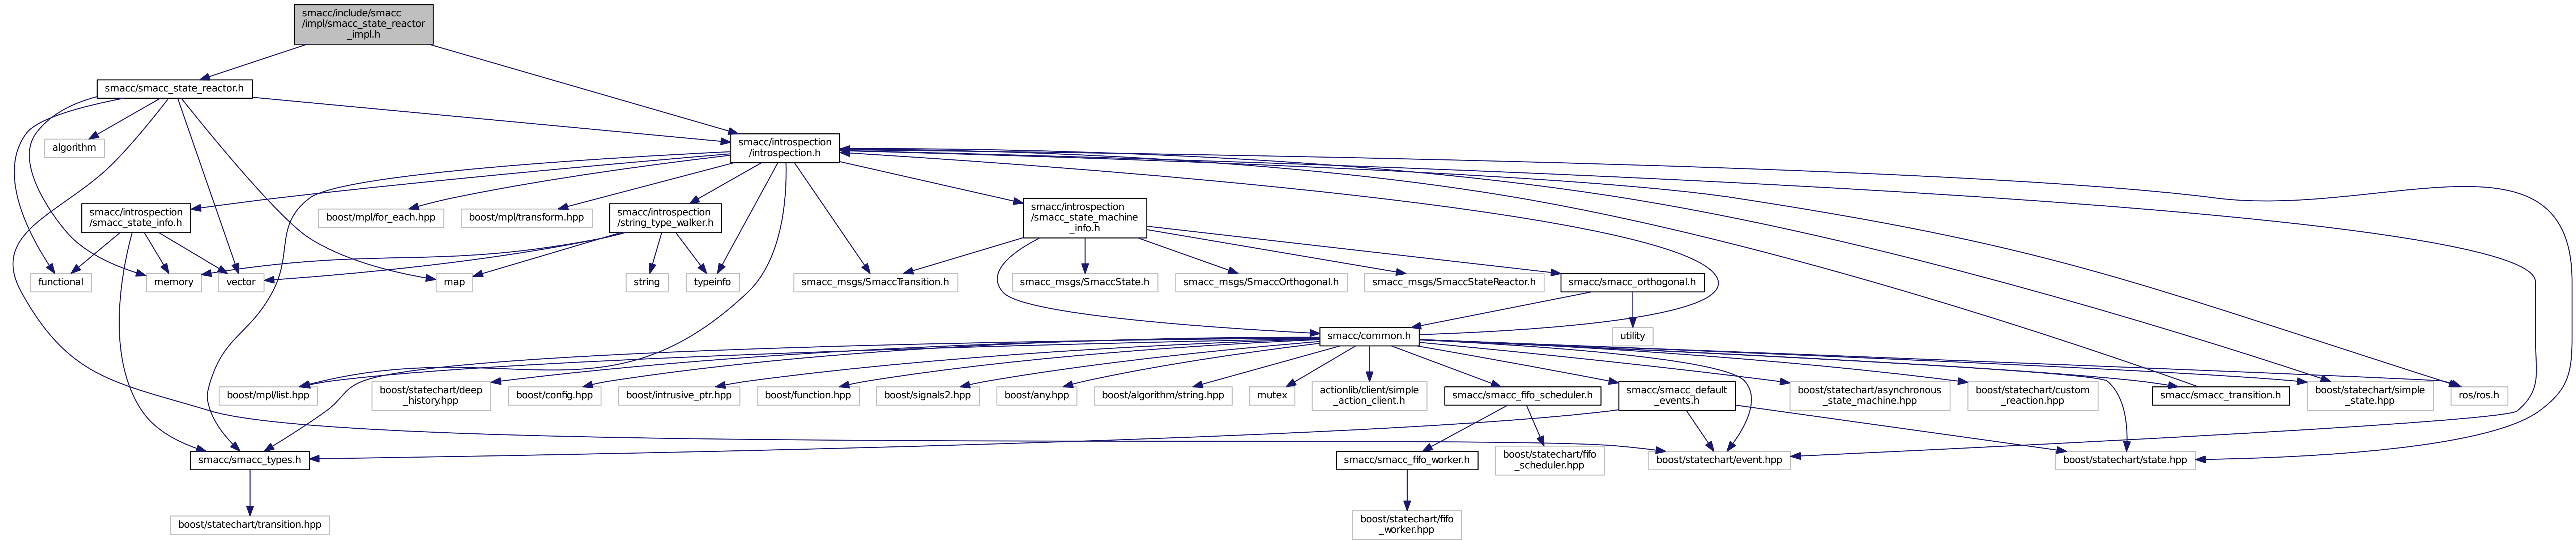 smacc/include/smacc
/impl/smacc_state_reactor
_impl.h
smacc/smacc_state_reactor.h
algorithm
smacc/introspection
/introspection.h
smacc/introspection
/smacc_state_info.h
boost/mpl/for_each.hpp
boost/mpl/transform.hpp
smacc/introspection
/string_type_walker.h
smacc/introspection
/smacc_state_machine
_info.h
functional
memory
vector
map
string
typeinfo
smacc_msgs/SmaccTransition.h
smacc_msgs/SmaccState.h
smacc_msgs/SmaccOrthogonal.h
smacc_msgs/SmaccStateReactor.h
smacc/smacc_orthogonal.h
smacc/common.h
utility
boost/mpl/list.hpp
boost/statechart/deep
_history.hpp
boost/config.hpp
boost/intrusive_ptr.hpp
boost/function.hpp
boost/signals2.hpp
boost/any.hpp
boost/algorithm/string.hpp
mutex
actionlib/client/simple
_action_client.h
smacc/smacc_fifo_scheduler.h
smacc/smacc_default
_events.h
boost/statechart/asynchronous
_state_machine.hpp
boost/statechart/custom
_reaction.hpp
smacc/smacc_transition.h
boost/statechart/simple
_state.hpp
ros/ros.h
smacc/smacc_types.h
smacc/smacc_fifo_worker.h
boost/statechart/fifo
_scheduler.hpp
boost/statechart/event.hpp
boost/statechart/state.hpp
boost/statechart/transition.hpp
boost/statechart/fifo
_worker.hpp